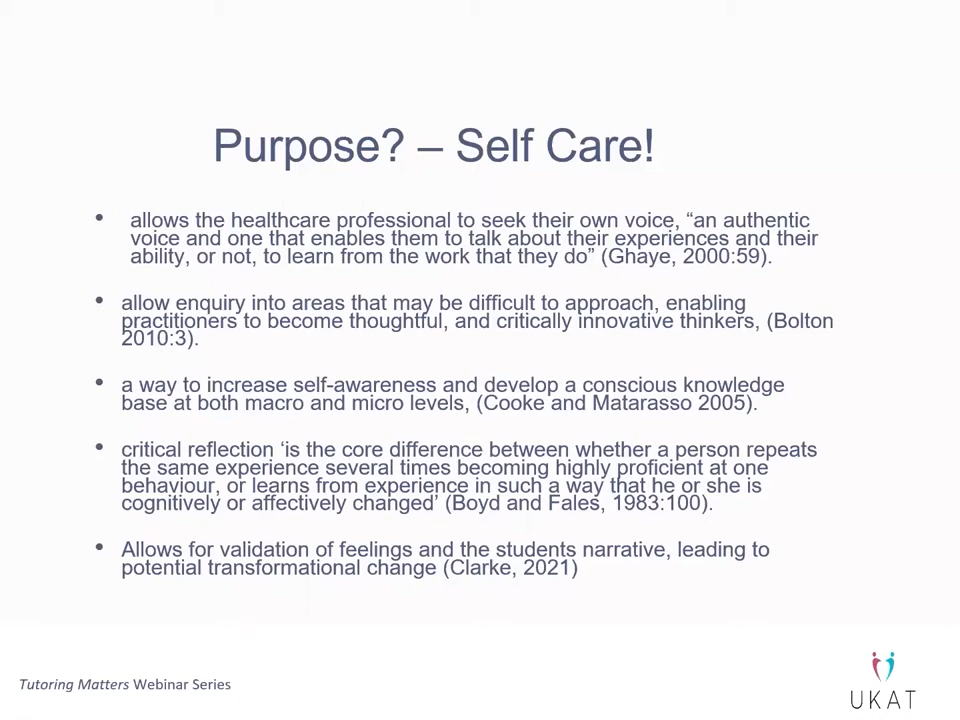 Purpose? – Self Care!
• allows the healthcare professional to seek their own voice, “an authentic
voice and one that enables them to talk about their experiences and their
ability, or not, to learn from the work that they do” (Ghaye, 2000:59).
• allow enquiry into areas that may be difficult to approach, enabling
practitioners to become thoughtful, and critically innovative thinkers, (Bolton
2010:3).
• a way to increase self-awareness and develop a conscious knowledge
base at both macro and micro levels, (Cooke and Matarasso 2005).
• critical reflection ‘is the core difference between whether a person repeats
the same experience several times becoming highly proficient at one
behaviour, or learns from experience in such a way that he or she is
cognitively or affectively changed’ (Boyd and Fales, 1983:100).
• Allows for validation of feelings and the students narrative, leading to
potential transformational change (Clarke, 2021)
Tutoring Matters Webinar Series
UKAT